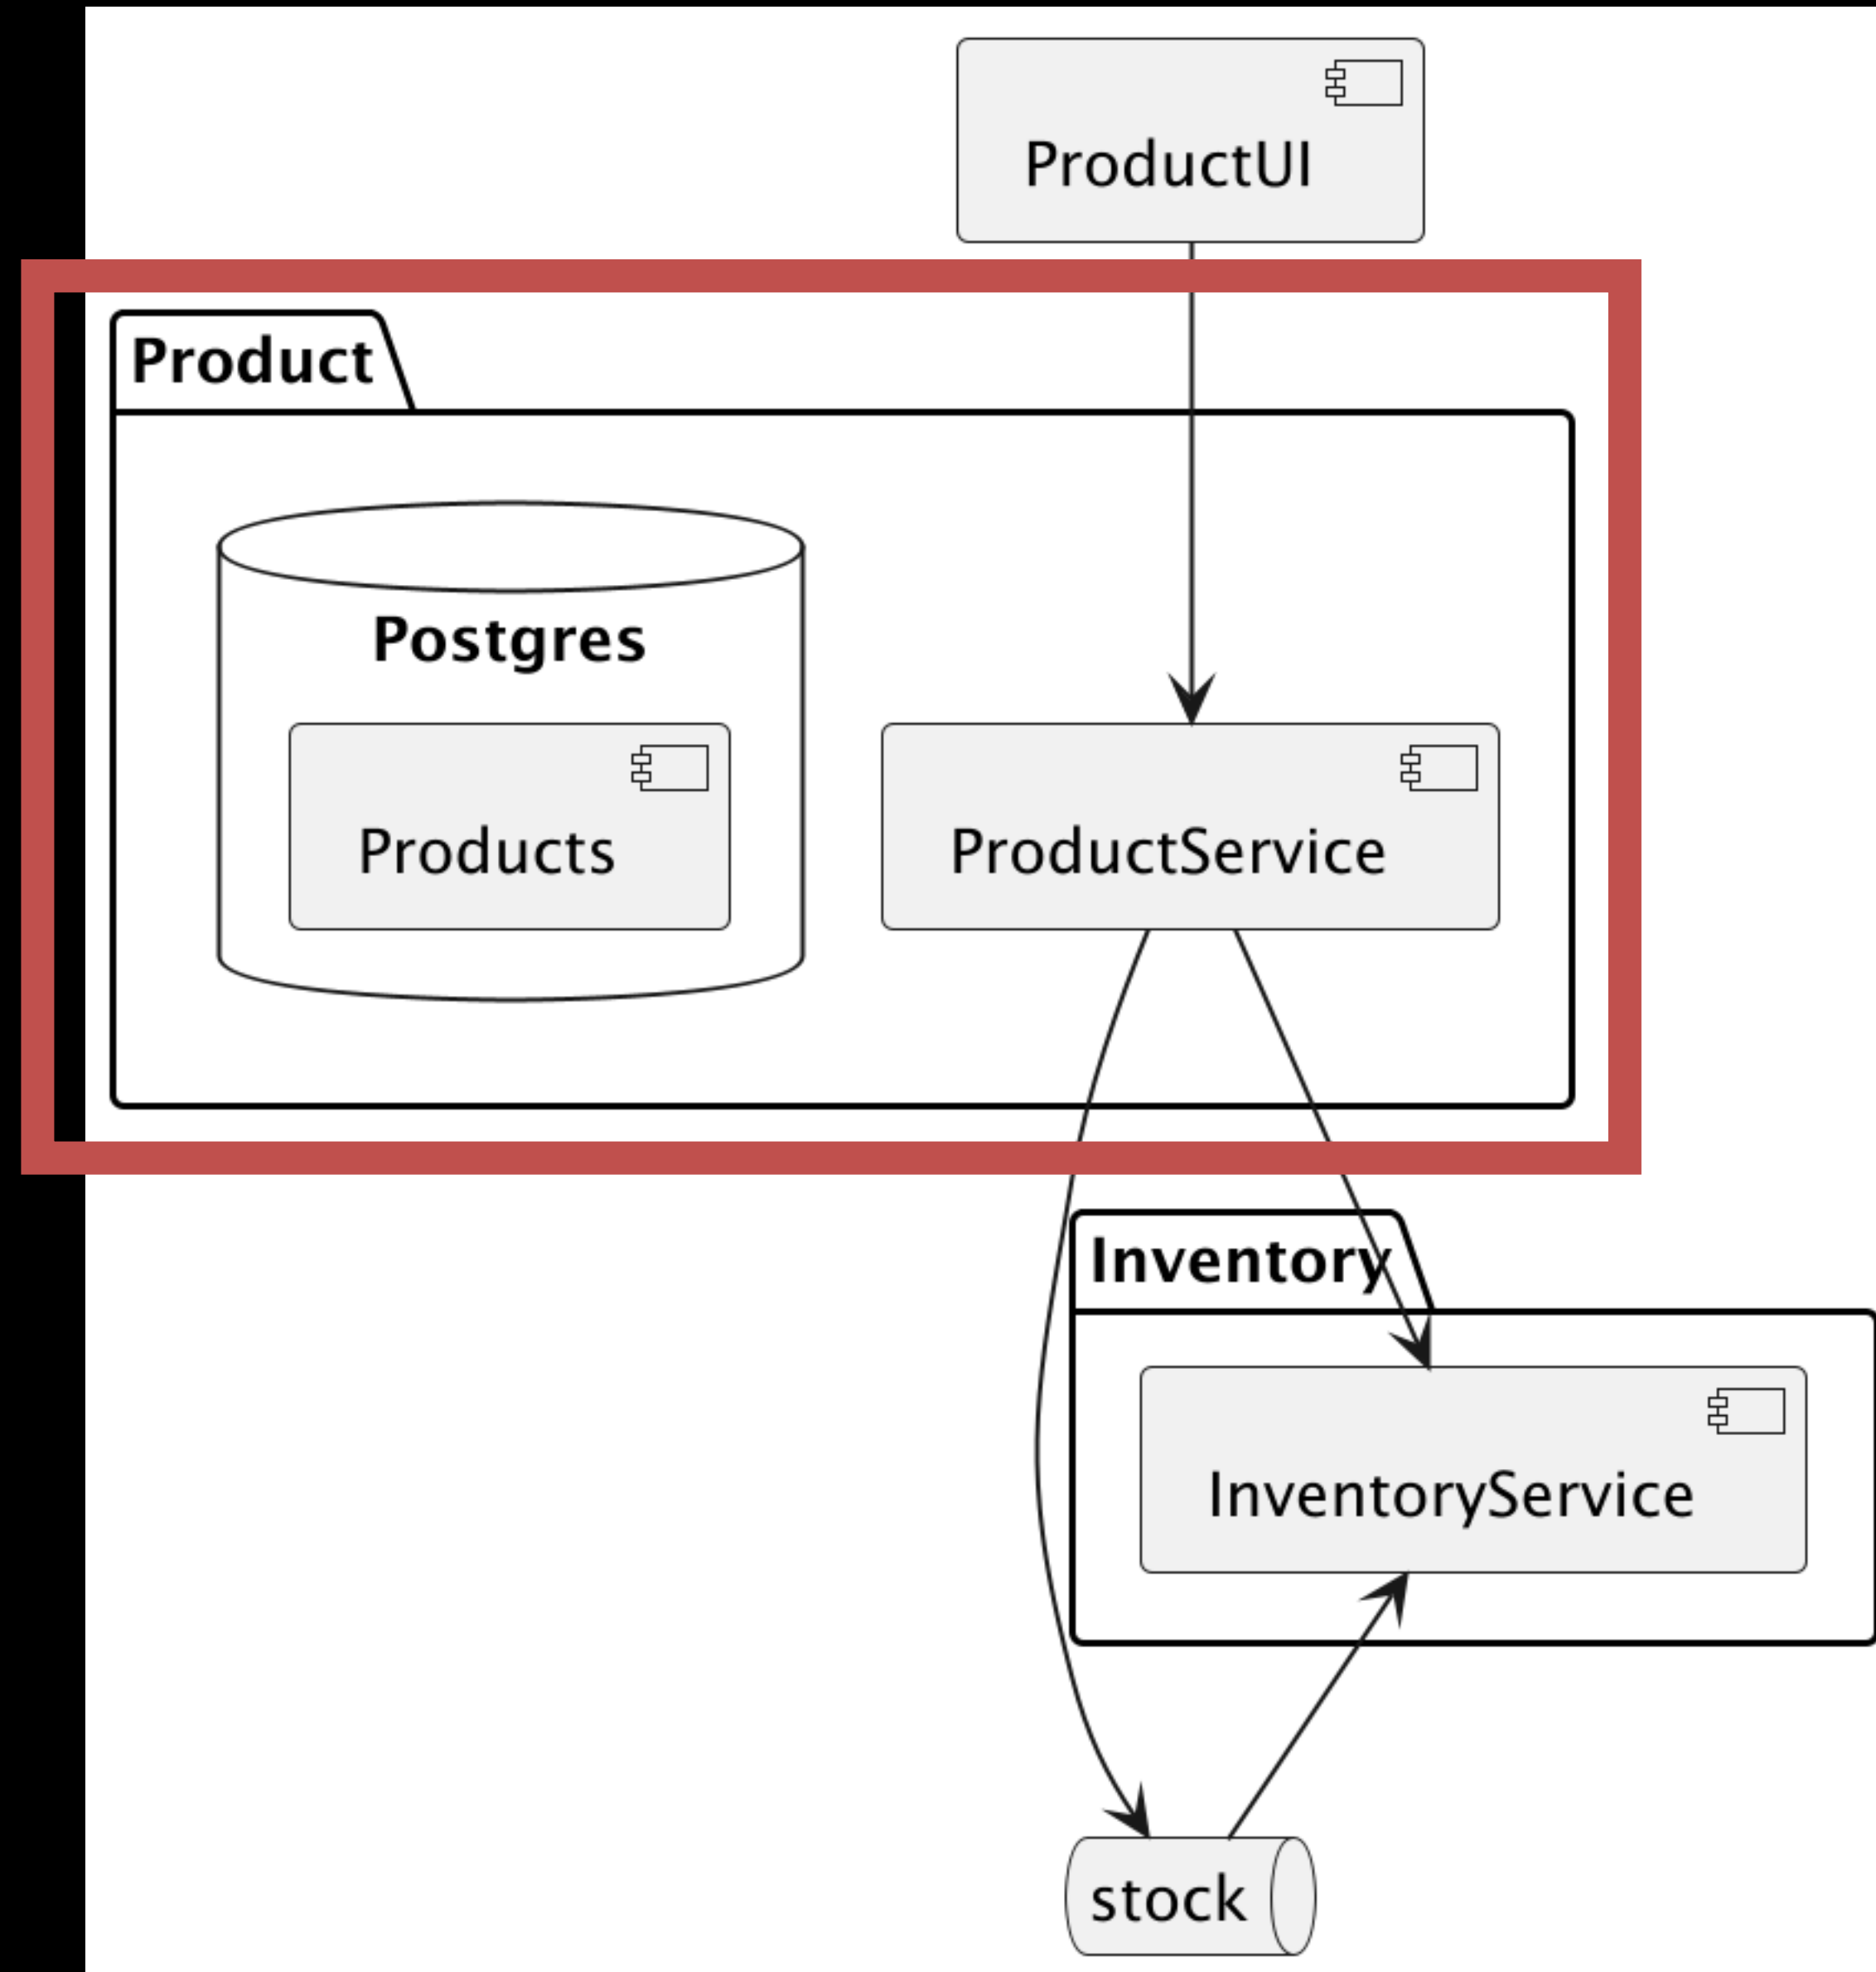 ProductUI
Product
Postgres
Products
ProductService
Inventory
InventoryService
stock